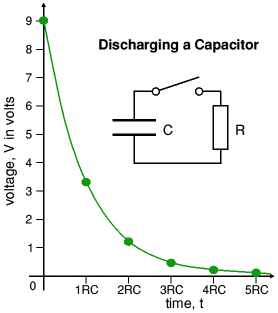 Discharging a Capacitor
voltage, V in volts
9
8
7
6
5
4
3
2
1
0
C
R
1RC 2RC 3RC 4RC 5RC
time, t